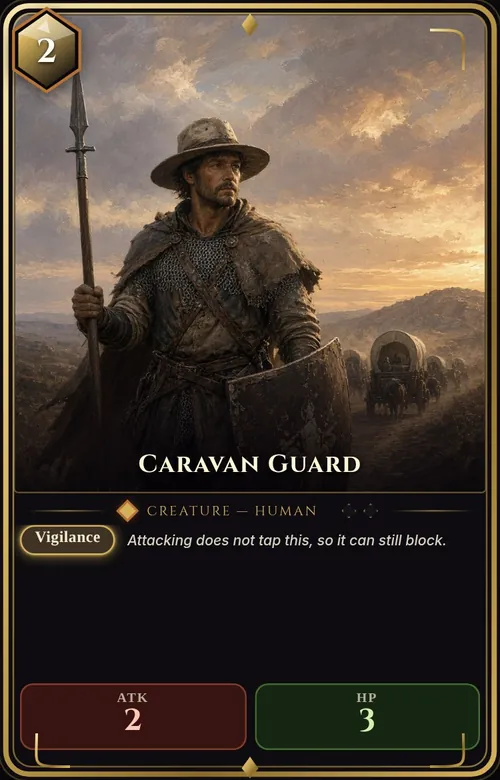 2
Caravan Guard
CREATURE — HUMAN
Vigilance Attacking does not tap this, so it can still block.
ATK
2
HP
3